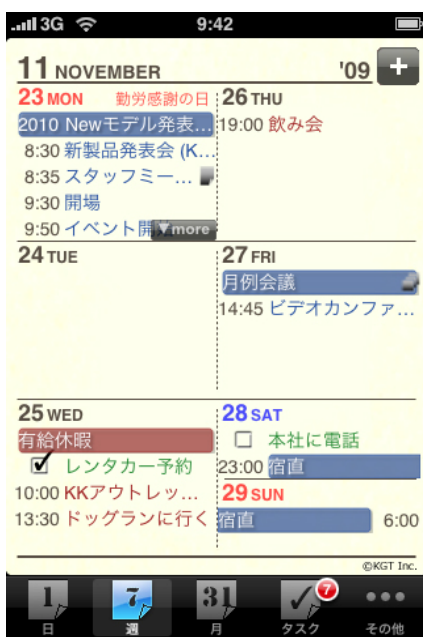 3G 9:42
11 NOVEMBER '09 +
23 MON 勤労感謝の日
2010 Newモデル発表...
8:30 新製品発表会 (K...
8:35 スタッフミー...
9:30 開場
9:50 イベント開 ▼more
26 THU
19:00 飲み会
24 TUE
27 FRI
月例会議
14:45 ビデオカンファ...
25 WED
有給休暇
レンタカー予約
10:00 KKアウトレッ...
13:30 ドッグランに行く
28 SAT
本社に電話
23:00 宿直
29 SUN
宿直 6:00
©KGT Inc.
1 7 31 7
日 週 月 タスク その他